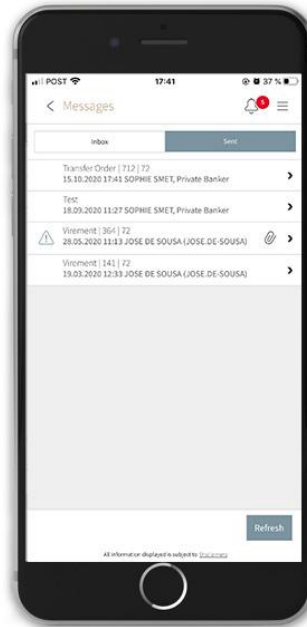 POST 17:41 37 %
Messages 5
Inbox Sent
Transfer Order | 712 | 72
15.10.2020 17:41 SOPHIE SMET, Private Banker
Test
18.09.2020 11:27 SOPHIE SMET, Private Banker
Virement | 364 | 72
28.05.2020 11:13 JOSE DE SOUSA (JOSE.DE-SOUSA)
Virement | 141 | 72
19.03.2020 12:33 JOSE DE SOUSA (JOSE.DE-SOUSA)
Refresh
All information displayed is subject to Disclaimers